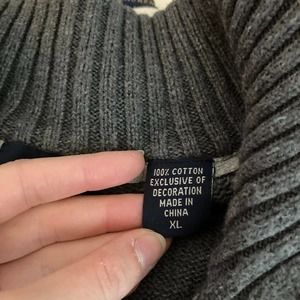 100% COTTON
EXCLUSIVE OF
DECORATION
MADE IN
CHINA
XL